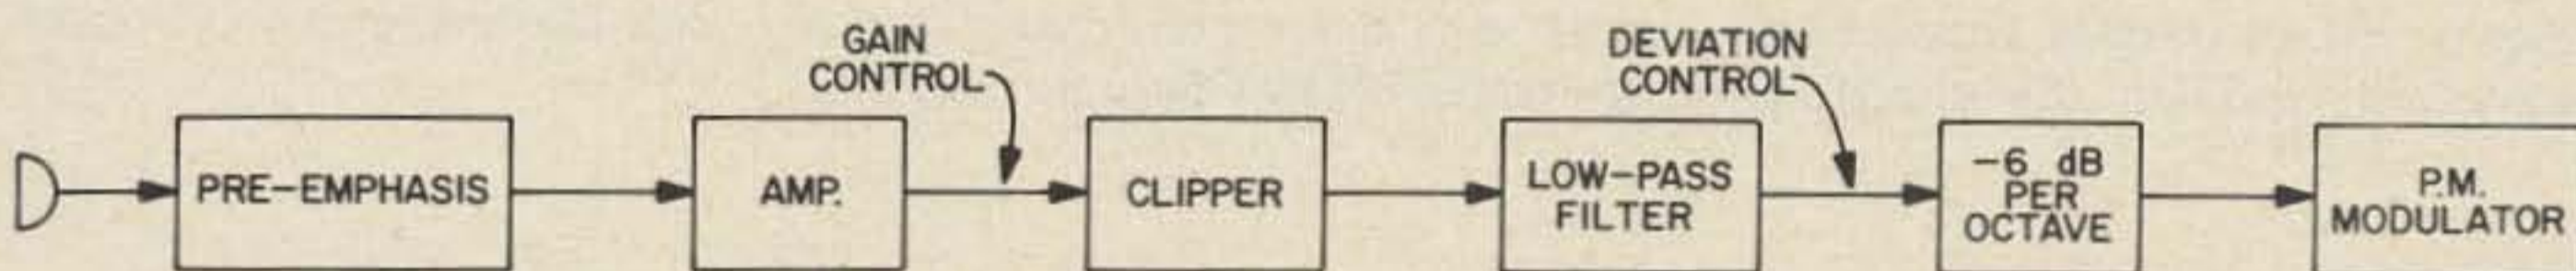 GAIN
CONTROL
DEVIATION
CONTROL
PRE-EMPHASIS
AMP.
CLIPPER
LOW-PASS
FILTER
-6 dB
PER
OCTAVE
P.M.
MODULATOR